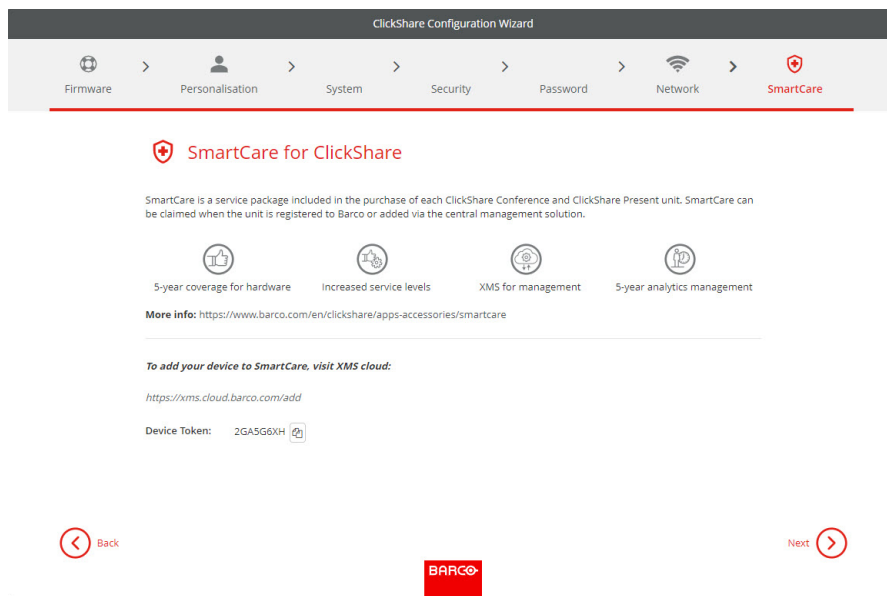 ClickShare Configuration Wizard
Firmware
Personalisation
System
Security
Password
Network
SmartCare
SmartCare for ClickShare
SmartCare is a service package included in the purchase of each ClickShare Conference and ClickShare Present unit. SmartCare can
be claimed when the unit is registered to Barco or added via the central management solution.
5-year coverage for hardware
Increased service levels
XMS for management
5-year analytics management
More info: https://www.barco.com/en/clickshare/apps-accessories/smartcare
To add your device to SmartCare, visit XMS cloud:
https://xms.cloud.barco.com/add
Device Token: 2GA5G6XH
Back
Next
BARCO